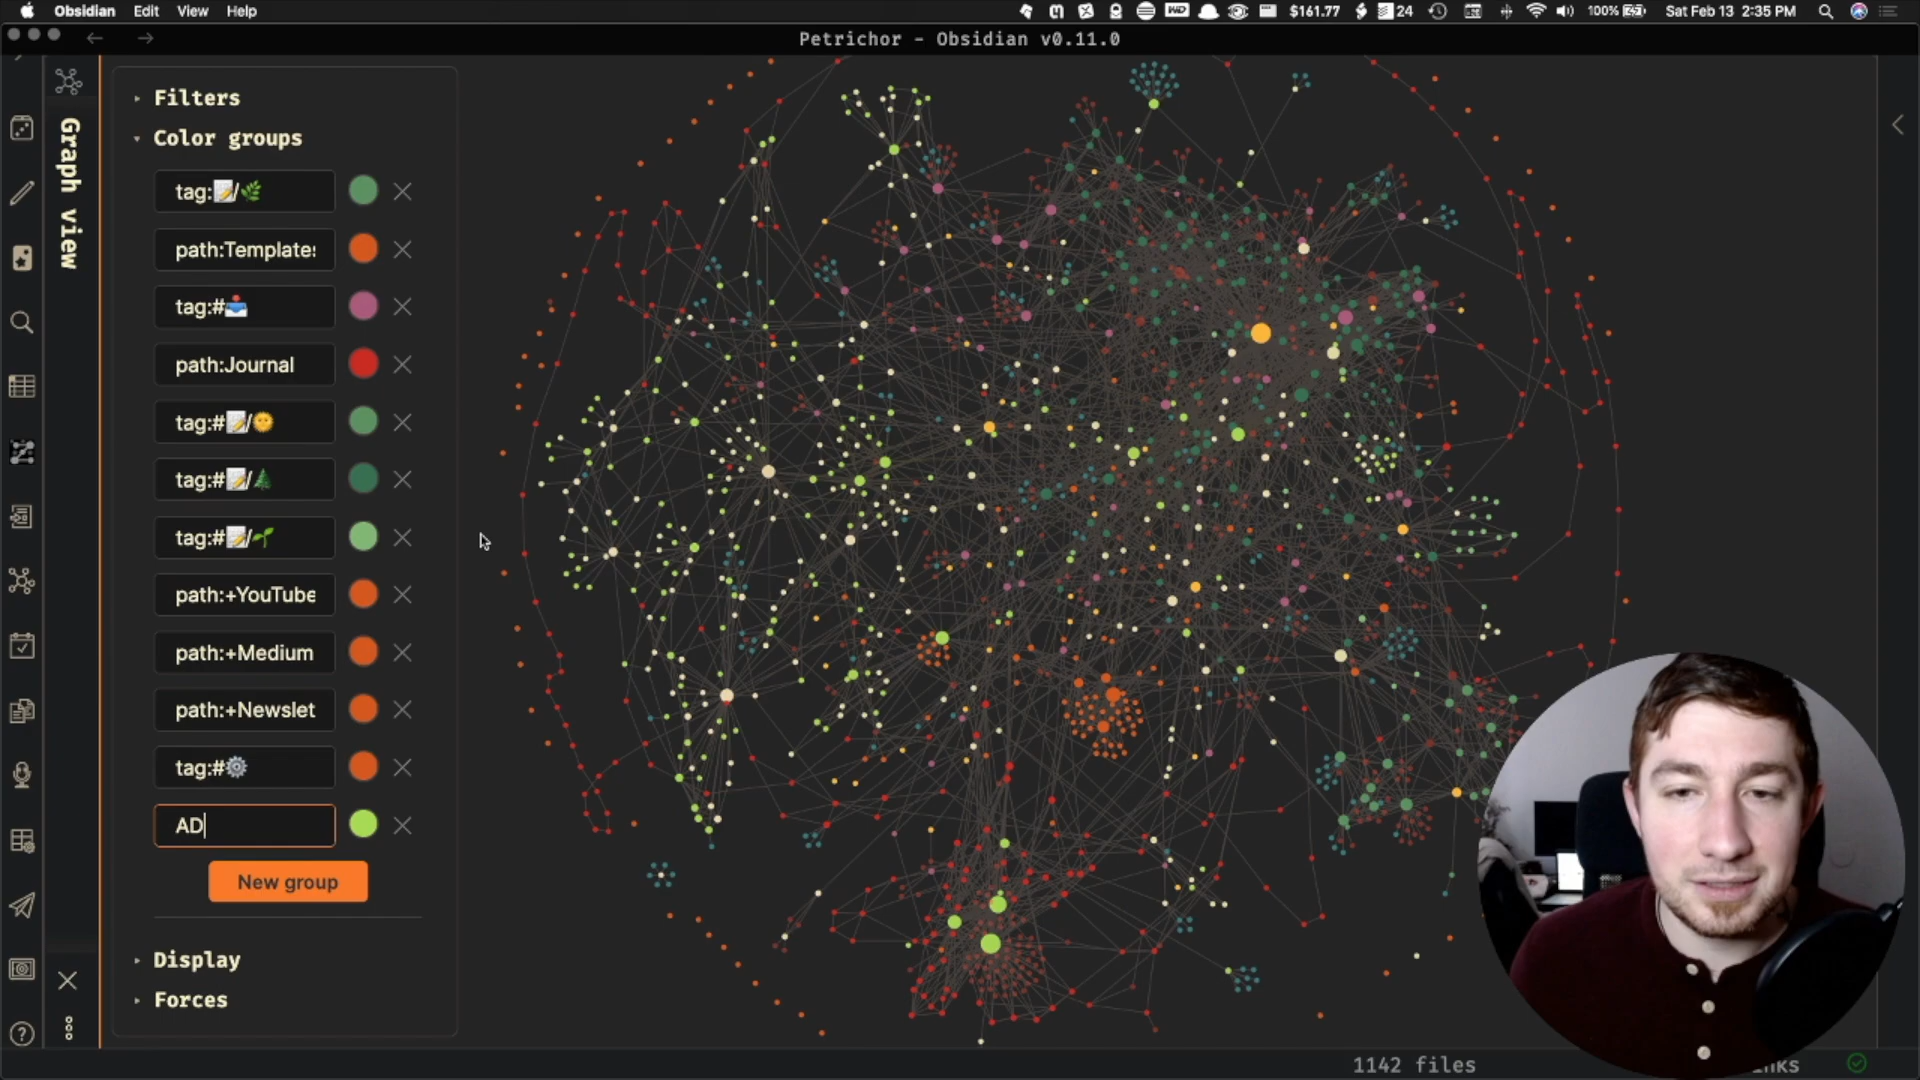 Obsidian Edit View Help
$161.77 24 100% Sat Feb 13 2:35 PM
Petrichor - Obsidian v0.11.0
Graph view
Filters
Color groups
tag:📝/🌿
path:Templates
tag:#📥
path:Journal
tag:#📝/🌞
tag:#📝/🌲
tag:#📝/🌱
path:+YouTube
path:+Medium
path:+Newslet
tag:#⚙️
AD
New group
Display
Forces
1142 files